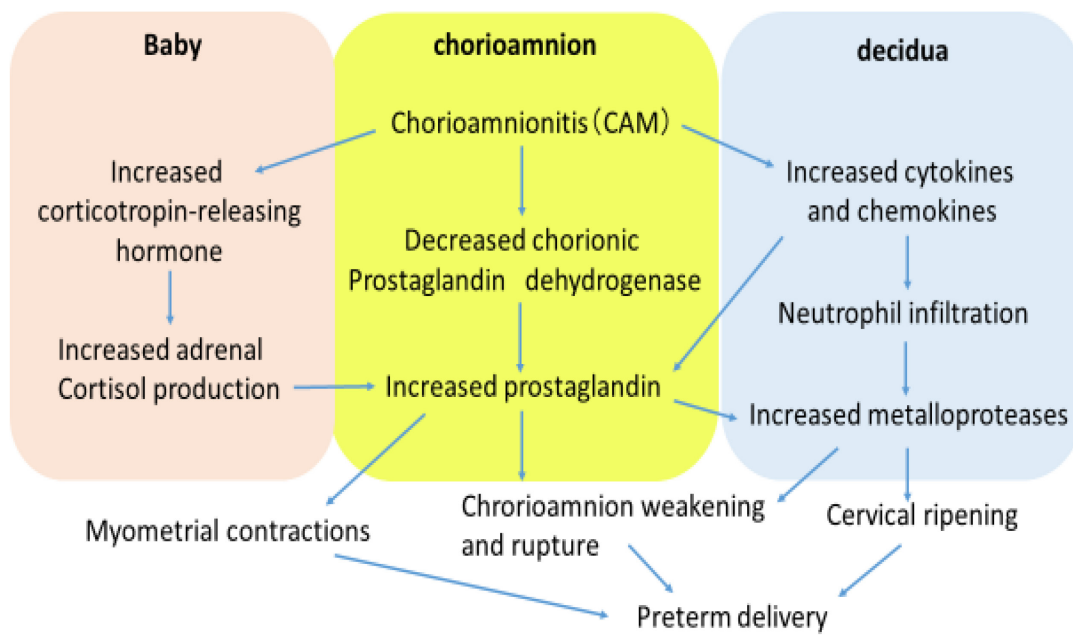 Baby
chorioamnion
decidua
Chorioamnionitis（CAM）
Increased
corticotropin-releasing
hormone
Increased cytokines
and chemokines
Decreased chorionic
Prostaglandin dehydrogenase
Neutrophil infiltration
Increased adrenal
Cortisol production
Increased prostaglandin
Increased metalloproteases
Myometrial contractions
Chrorioamnion weakening
and rupture
Cervical ripening
Preterm delivery